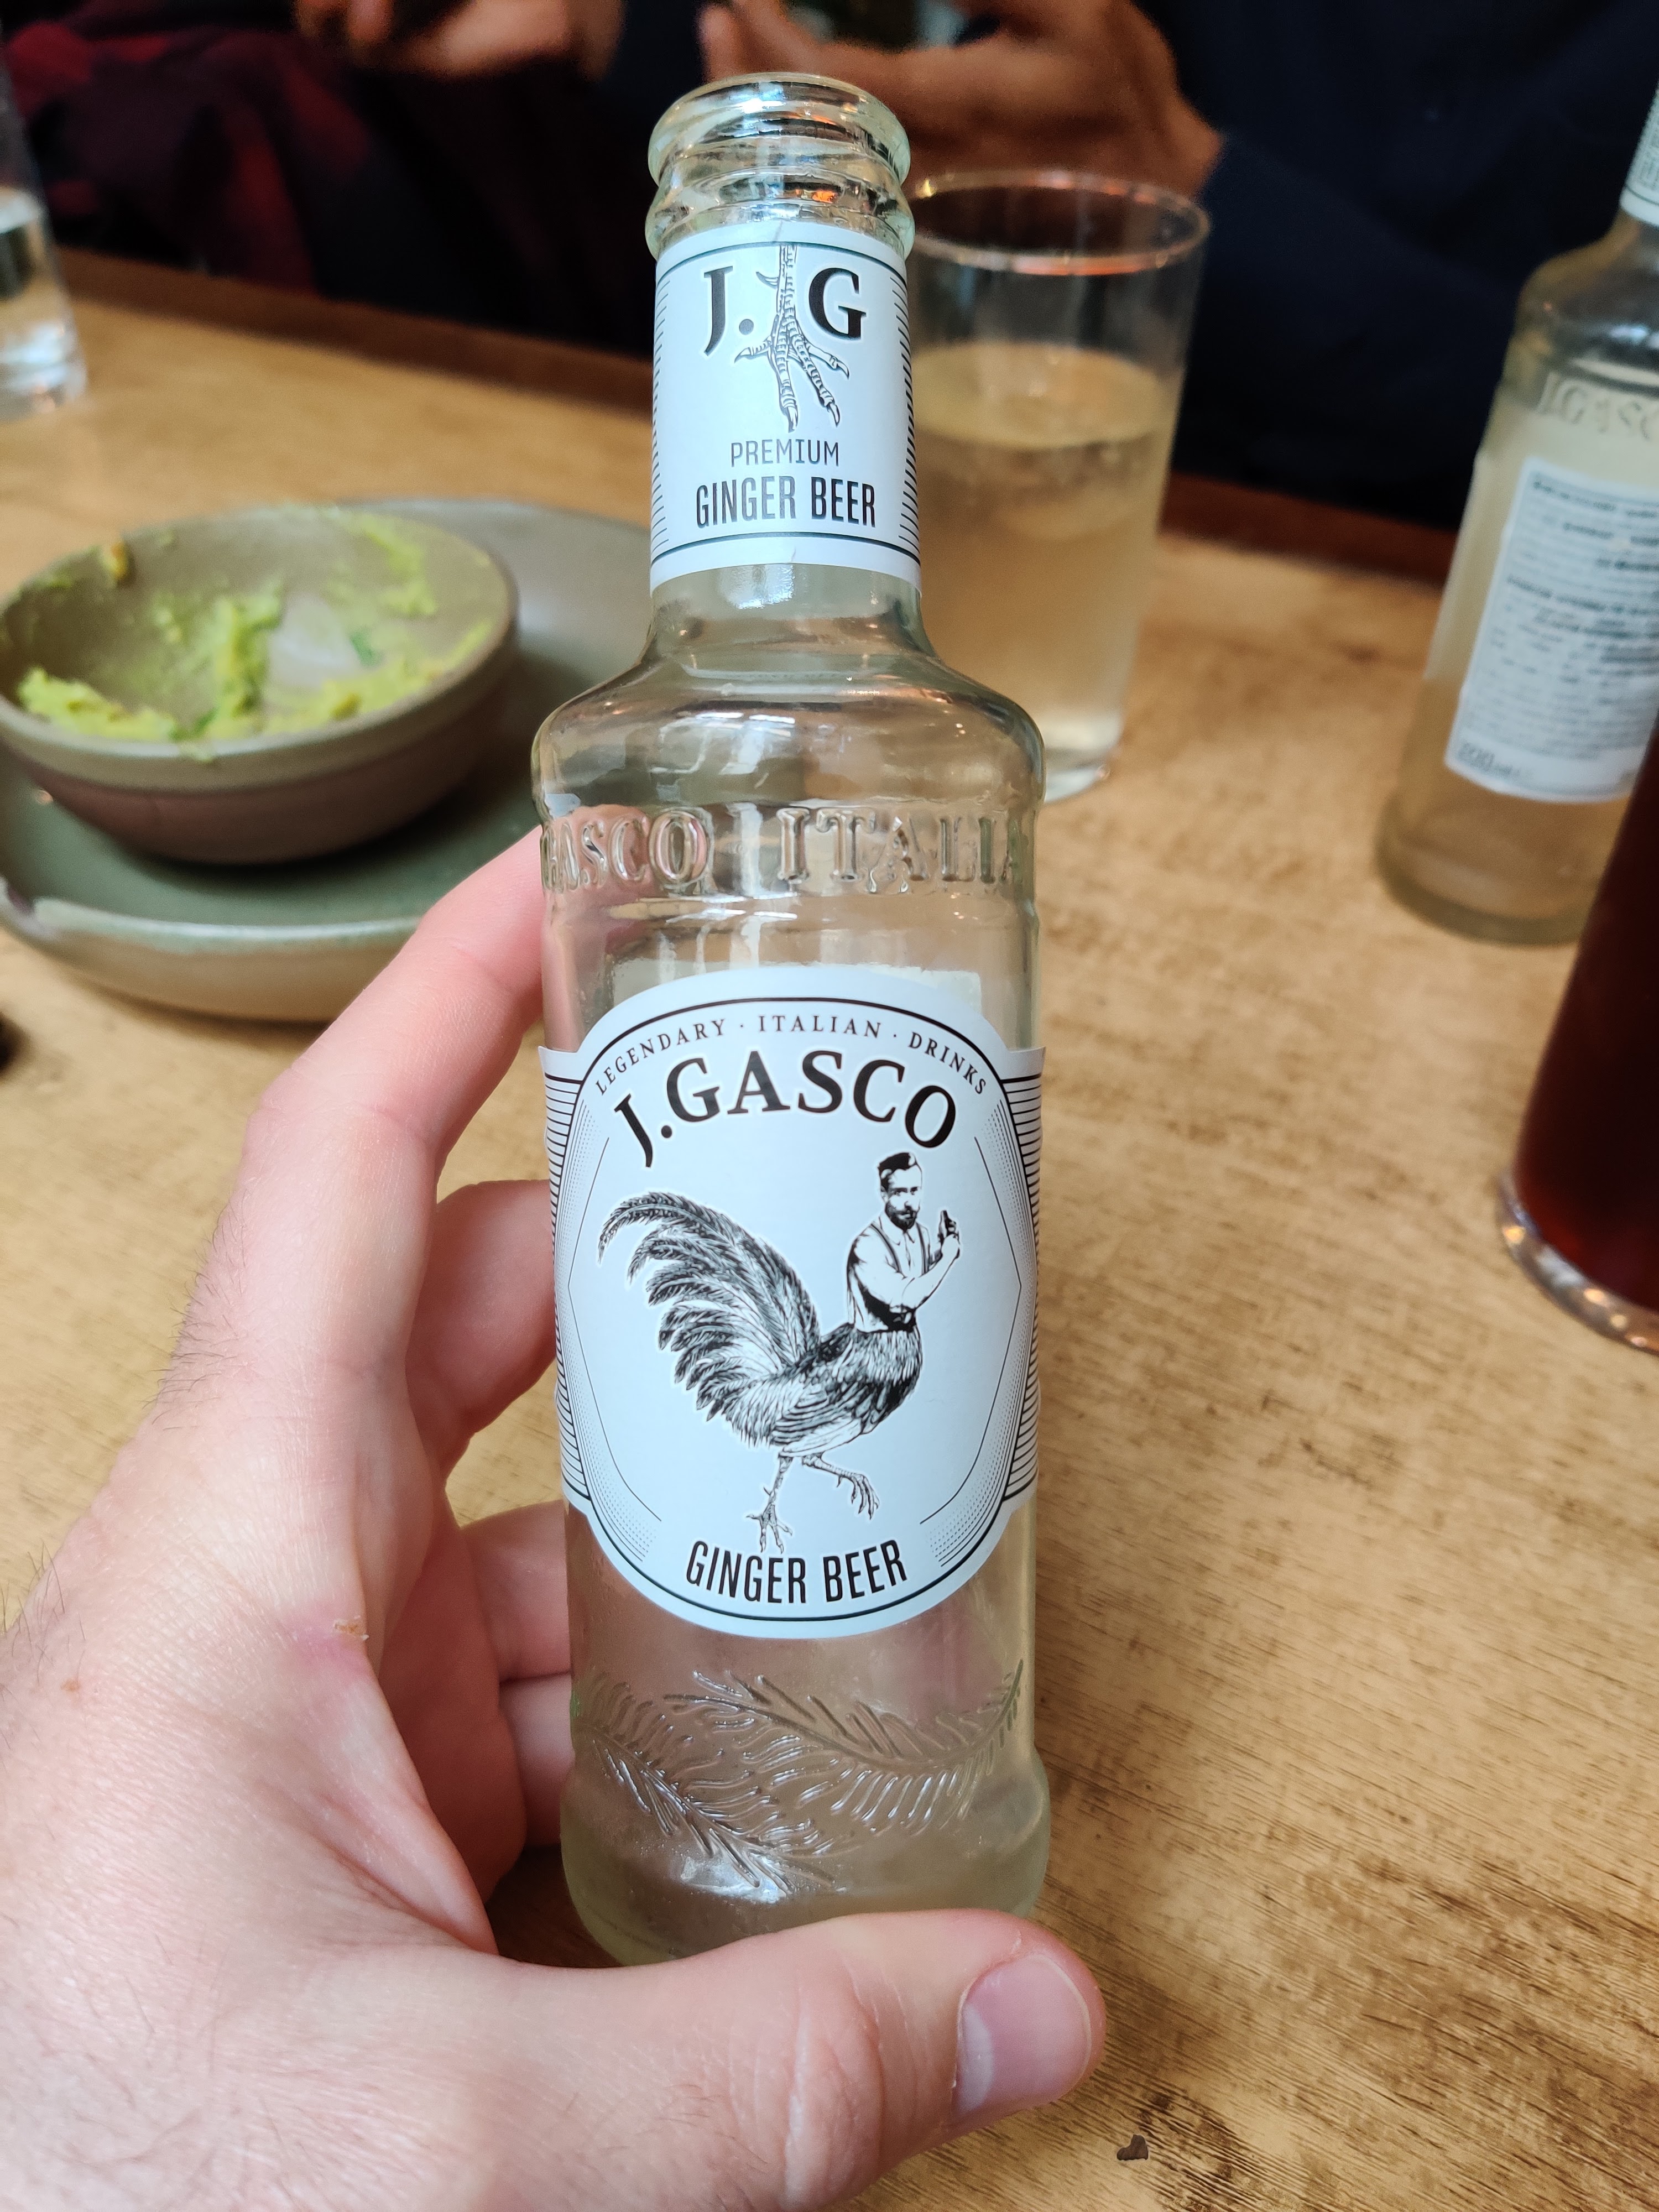 J. G
PREMIUM
GINGER BEER
GASCO ITALIA
LEGENDARY · ITALIAN · DRINKS
J.GASCO
GINGER BEER